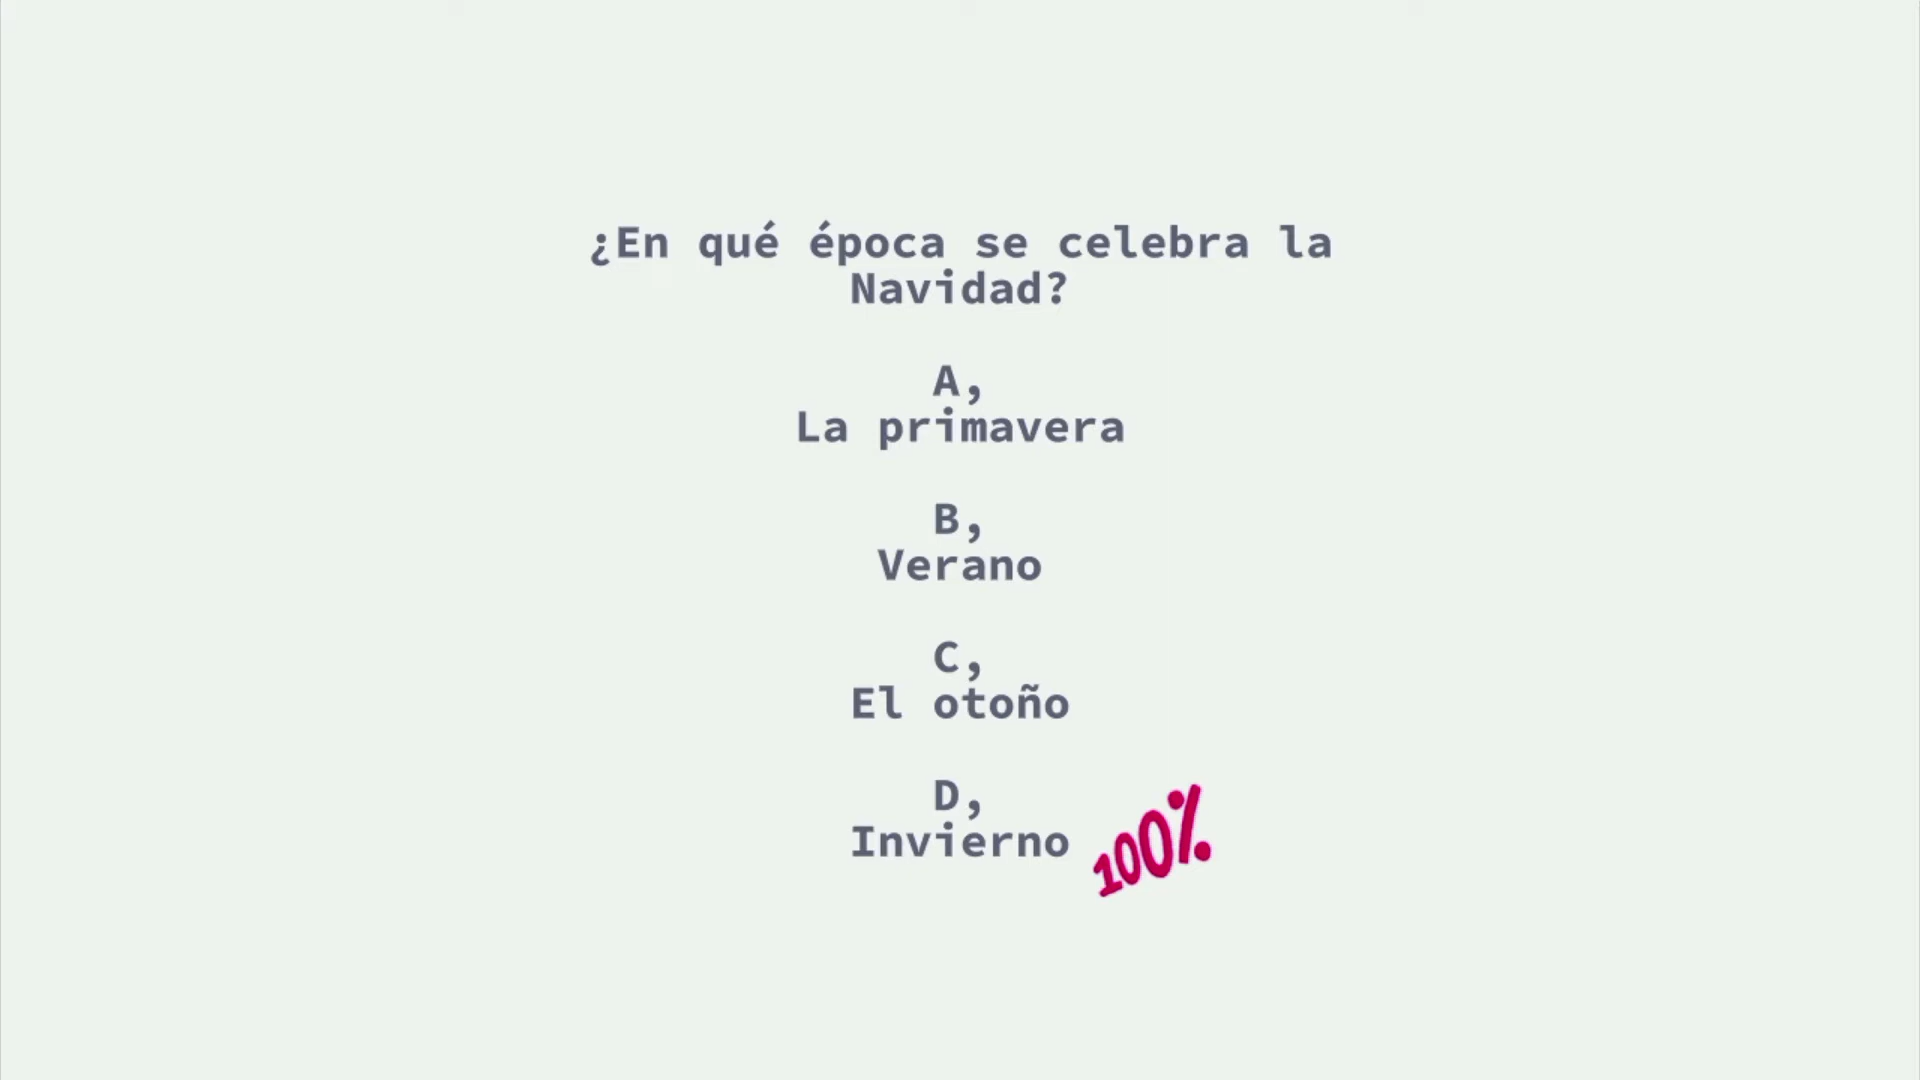 ¿En qué época se celebra la
Navidad?
A,
La primavera
B,
Verano
C,
El otoño
D,
Invierno
100%